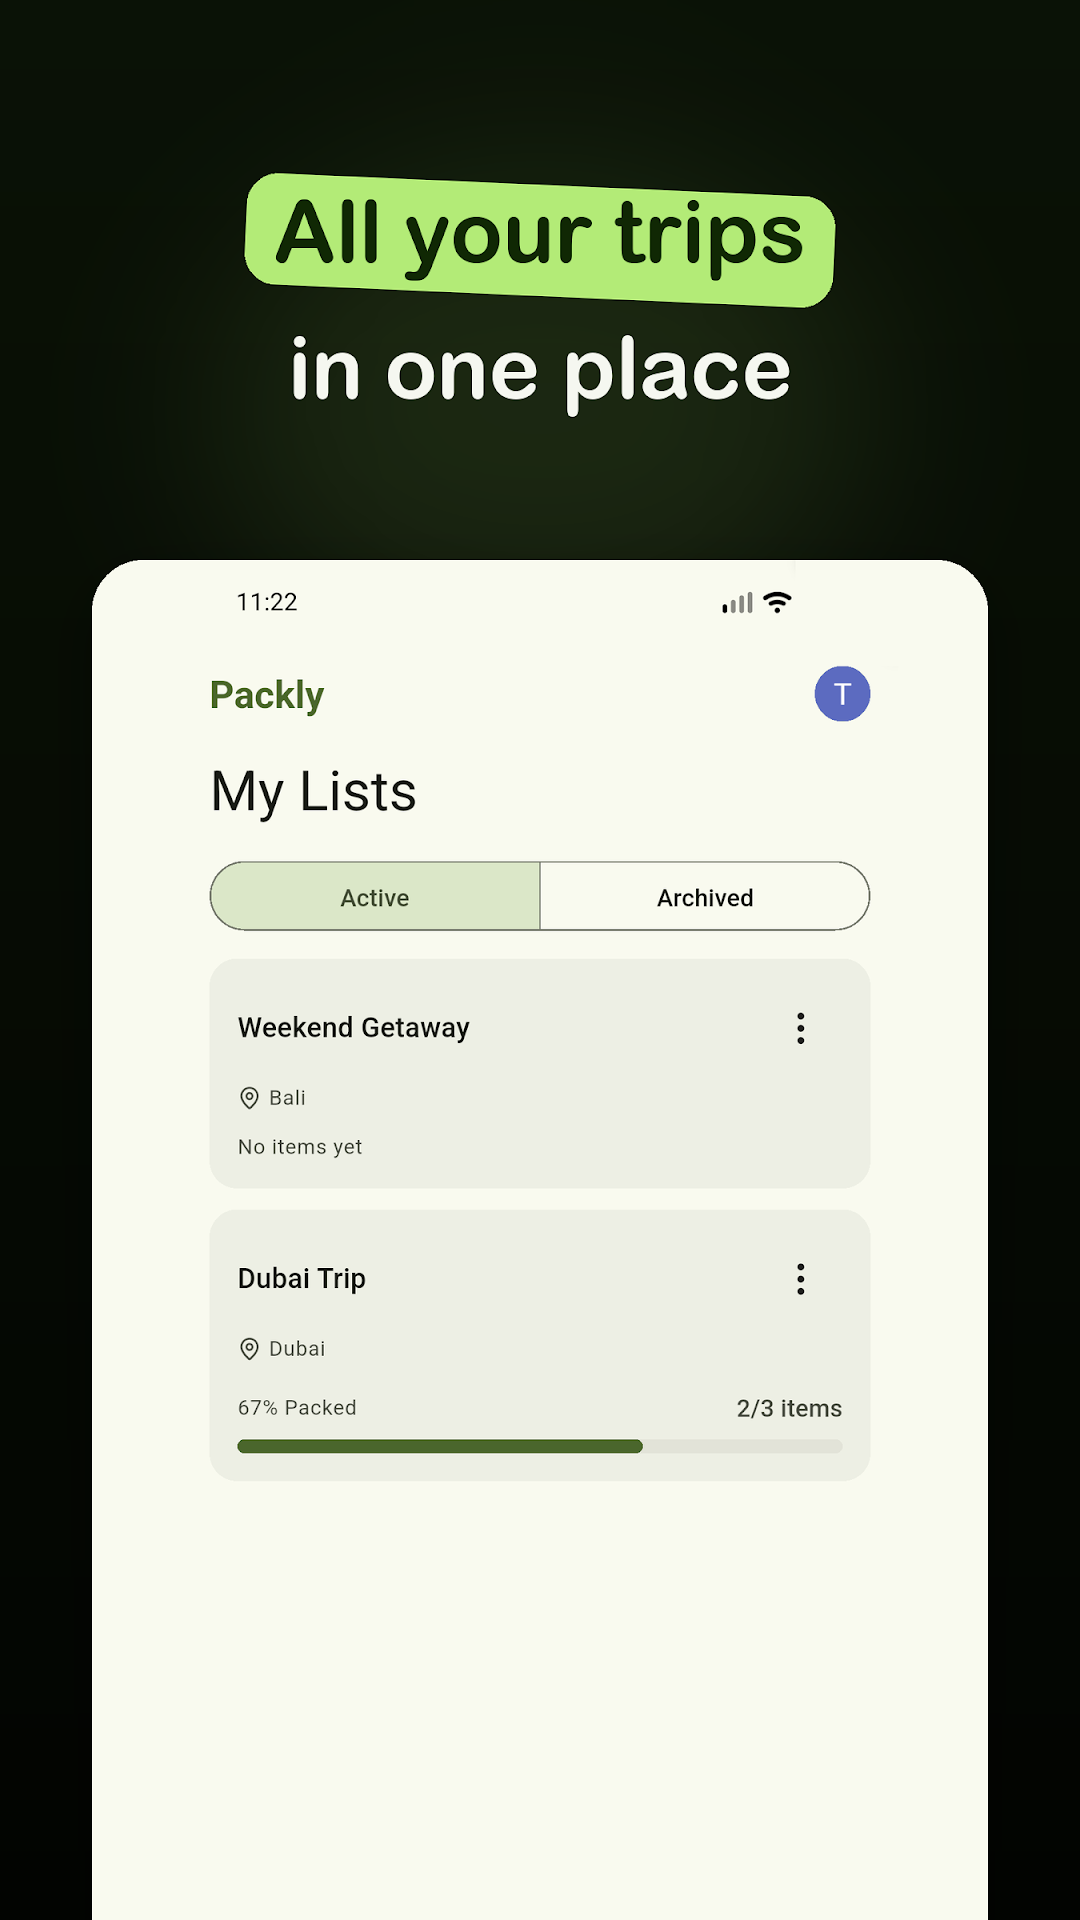 All your trips
in one place
11:22
Packly
T
My Lists
Active
Archived
Weekend Getaway
Bali
No items yet
Dubai Trip
Dubai
67% Packed
2/3 items